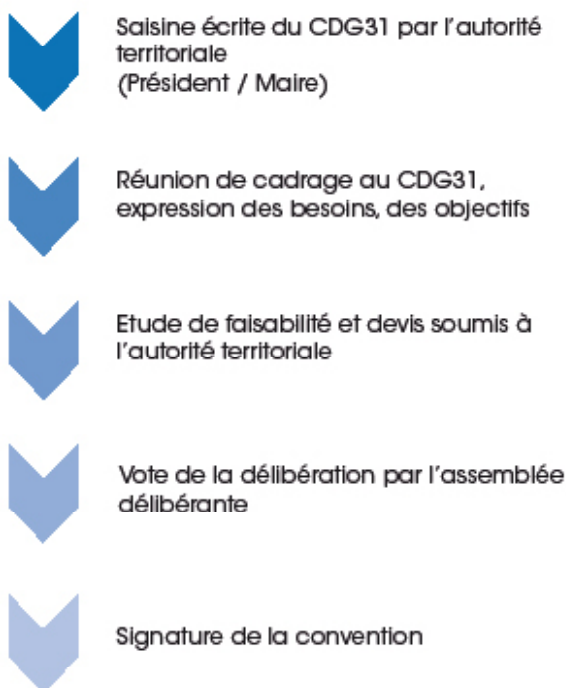 Saisine écrite du CDG31 par l'autorité
territoriale
(Président / Maire)
Réunion de cadrage au CDG31,
expression des besoins, des objectifs
Etude de faisabilité et devis soumis à
l'autorité territoriale
Vote de la délibération par l'assemblée
délibérante
Signature de la convention